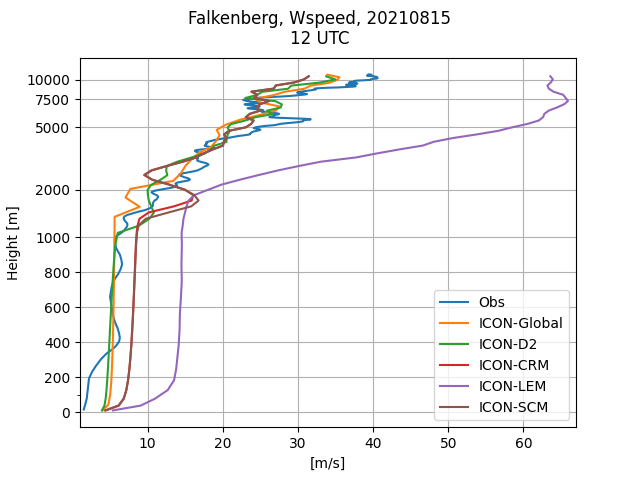 Falkenberg, Wspeed, 20210815
12 UTC
Height [m]
10000
7500
5000
2000
1000
800
600
400
200
0
Obs
ICON-Global
ICON-D2
ICON-CRM
ICON-LEM
ICON-SCM
10 20 30 40 50 60
[m/s]